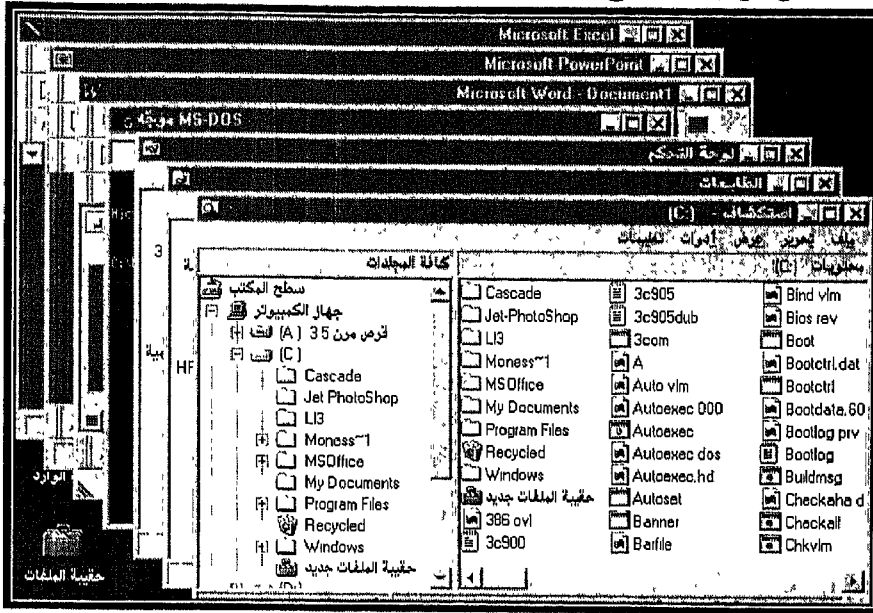 Microsoft Excel
Microsoft PowerPoint
Microsoft Word - Document1
موجّه MS-DOS
لوحة التحكم
الطابعات
استكشاف - (C:)
ملف تحرير عرض أدوات تعليمات
كافة المجلدات
محتويات (C:)
سطح المكتب
جهاز الكمبيوتر
قرص مرن 3 5 (A)
(C)
Cascade
Jet PhotoShop
LI3
Moness~1
MSOffice
My Documents
Program Files
Recycled
Windows
حقيبة الملفات جديد
(D:)
Cascade
Jet-PhotoShop
LI3
Moness~1
MSOffice
My Documents
Program Files
Recycled
Windows
حقيبة الملفات جديد
386 ovl
3c900
3c905
3c905dub
3com
A
Auto vlm
Autoexec 000
Autoexec
Autoexec dos
Autoexec.hd
Autoset
Banner
Barfile
Bind vlm
Bios rev
Boot
Bootctrl.dat
Bootctrl
Bootdata.60
Bootlog prv
Bootlog
Buildmsg
Checkaha d
Checkall
Chkvlm
3
HF
الوارد
حقيبة الملفات